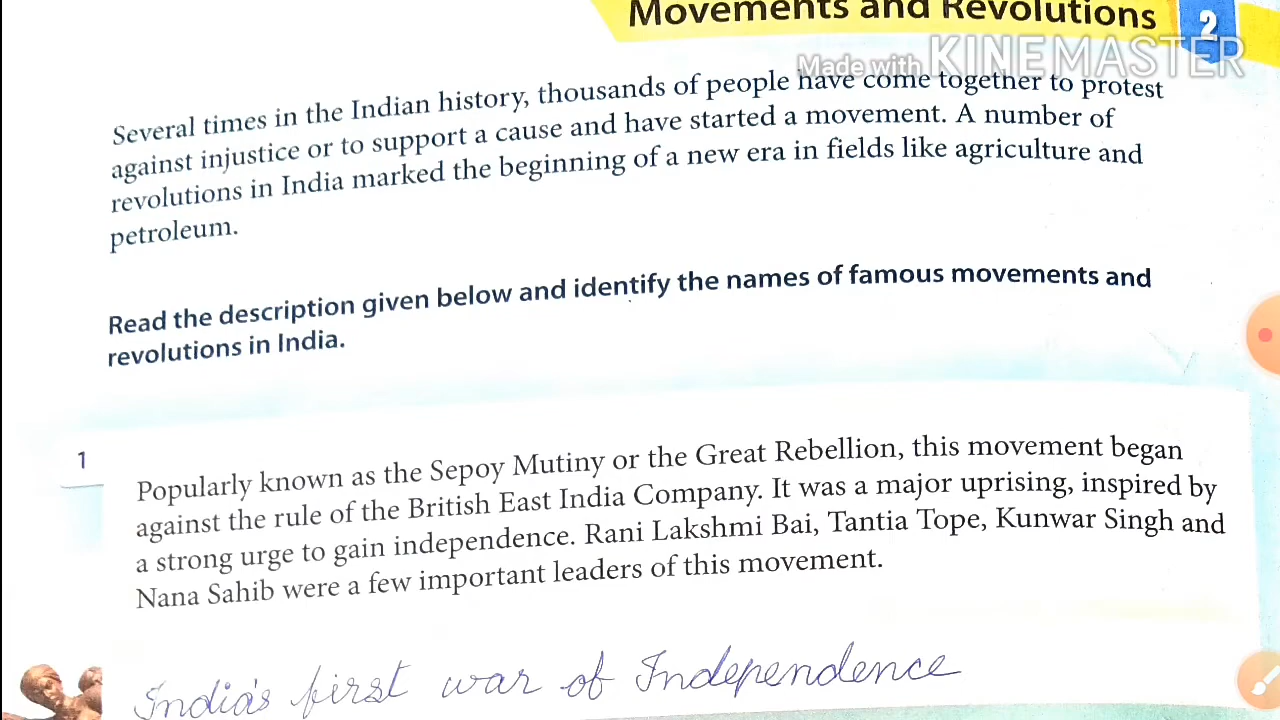 Movements and Revolutions
2
Made with KINEMASTER
Several times in the Indian history, thousands of people have come together to protest
against injustice or to support a cause and have started a movement. A number of
revolutions in India marked the beginning of a new era in fields like agriculture and
petroleum.
Read the description given below and identify the names of famous movements and
revolutions in India.
1
Popularly known as the Sepoy Mutiny or the Great Rebellion, this movement began
against the rule of the British East India Company. It was a major uprising, inspired by
a strong urge to gain independence. Rani Lakshmi Bai, Tantia Tope, Kunwar Singh and
Nana Sahib were a few important leaders of this movement.
India's first war of Independence